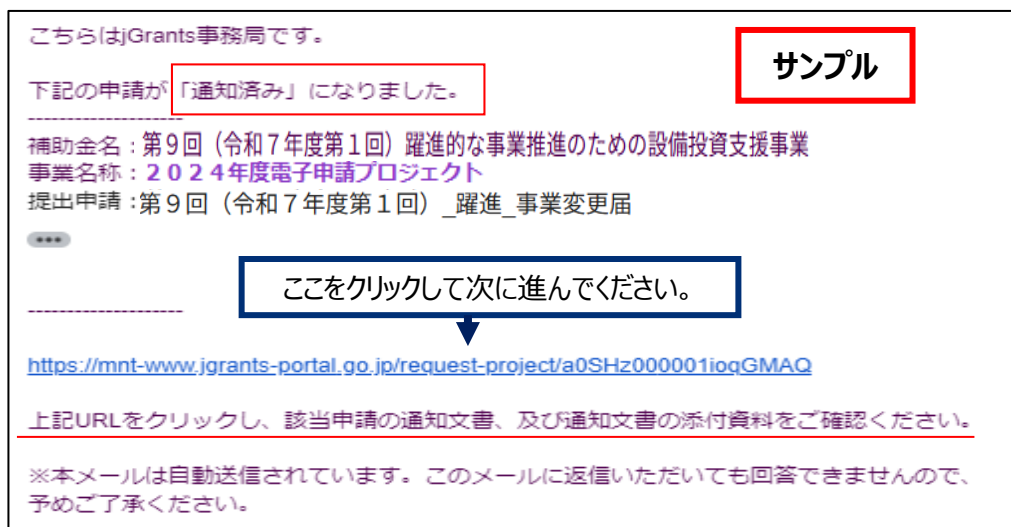 こちらはjGrants事務局です。
サンプル
下記の申請が「通知済み」になりました。
--------------------
補助金名：第９回（令和７年度第１回）躍進的な事業推進のための設備投資支援事業
事業名称：２０２４年度電子申請プロジェクト
提出申請：第９回（令和７年度第１回）_躍進_事業変更届
•••
ここをクリックして次に進んでください。
--------------------
https://mnt-www.jgrants-portal.go.jp/request-project/a0SHz000001ioqGMAQ
上記URLをクリックし、該当申請の通知文書、及び通知文書の添付資料をご確認ください。
※本メールは自動送信されています。このメールに返信いただいても回答できませんので、
予めご了承ください。